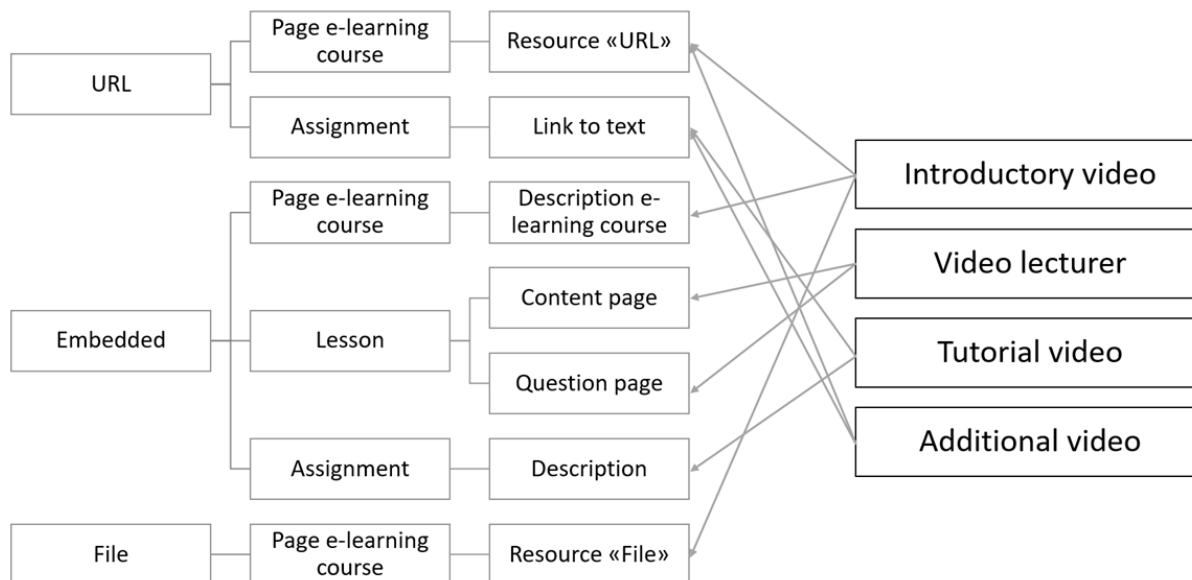 URL
Page e-learning
course
Resource «URL»
Assignment
Link to text
Embedded
Page e-learning
course
Description e-
learning course
Lesson
Content page
Question page
Assignment
Description
File
Page e-learning
course
Resource «File»
Introductory video
Video lecturer
Tutorial video
Additional video